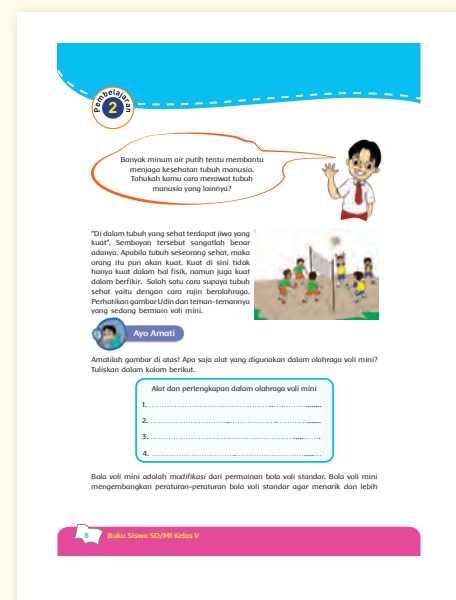 Pembelajaran
2
Banyak minum air putih tentu membantu
menjaga kesehatan tubuh manusia.
Tahukah kamu cara merawat tubuh
manusia yang lainnya?
"Di dalam tubuh yang sehat terdapat jiwa yang
kuat". Semboyan tersebut sangatlah benar
adanya. Apabila tubuh seseorang sehat, maka
orang itu pun akan kuat. Kuat di sini tidak
hanya kuat dalam hal fisik, namun juga kuat
dalam berfikir. Salah satu cara supaya tubuh
sehat yaitu dengan cara rajin berolahraga.
Perhatikan gambar Udin dan teman-temannya
yang sedang bermain voli mini.
Ayo Amati
Amatilah gambar di atas! Apa saja alat yang digunakan dalam olahraga voli mini?
Tuliskan dalam kolom berikut.
Alat dan perlengkapan dalam olahraga voli mini
1. ................................................................
2. ................................................................
3. ................................................................
4. ................................................................
Bola voli mini adalah modifikasi dari permainan bola voli standar. Bola voli mini
mengembangkan peraturan-peraturan bola voli standar agar menarik dan lebih
8 Buku Siswa SD/MI Kelas V